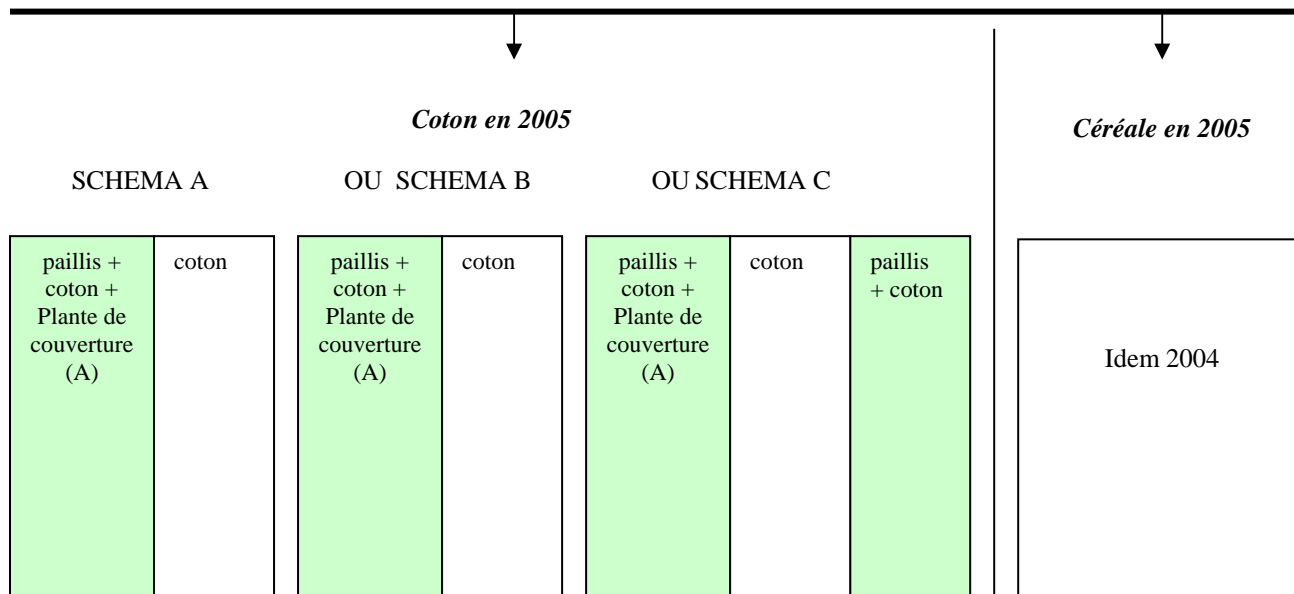 Coton en 2005
Céréale en 2005
SCHEMA A
OU SCHEMA B
OU SCHEMA C
paillis +
coton +
Plante de
couverture
(A)
coton
paillis +
coton +
Plante de
couverture
(A)
coton
paillis +
coton +
Plante de
couverture
(A)
coton
paillis
+ coton
Idem 2004